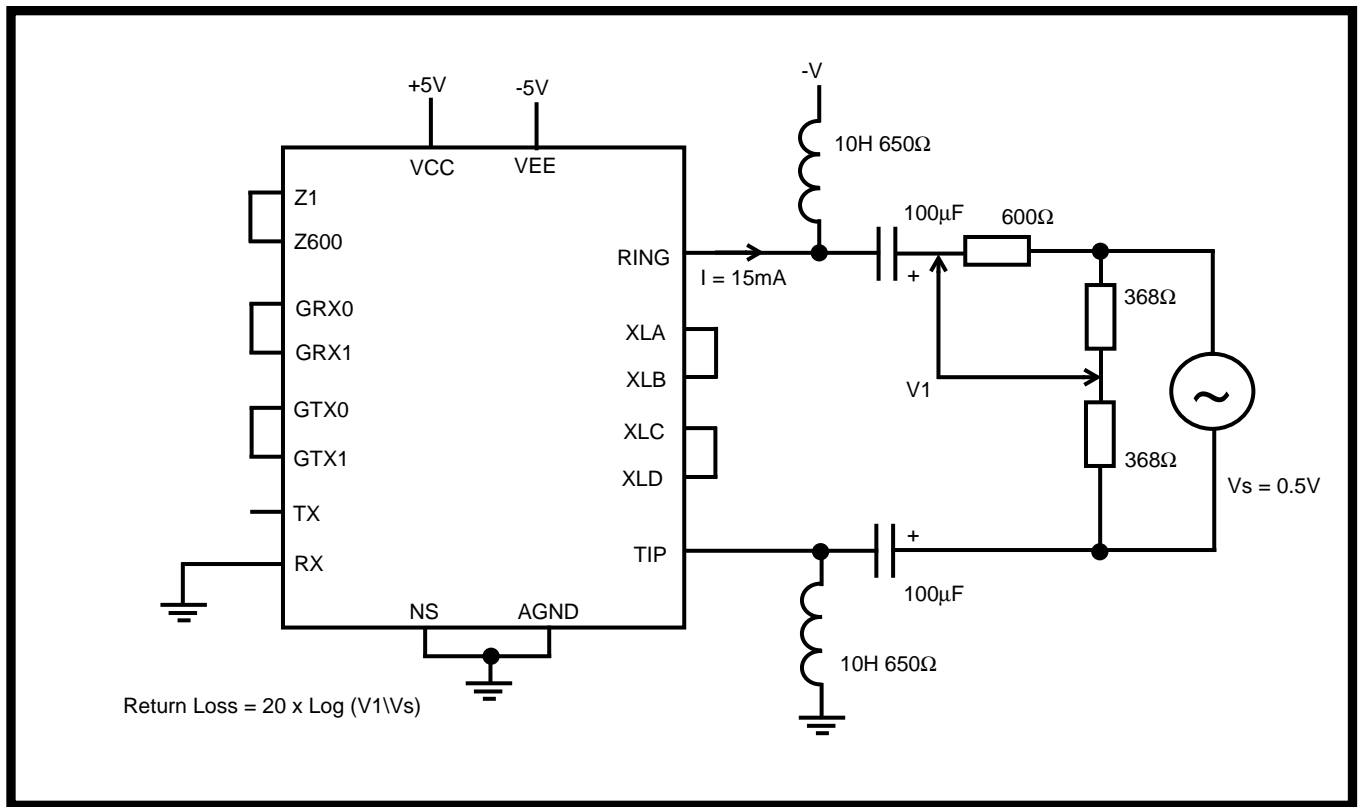 +5V
-5V
-V
VCC
VEE
10H 650Ω
Z1
Z600
100µF
600Ω
+
RING
I = 15mA
368Ω
GRX0
GRX1
XLA
XLB
V1
~
GTX0
GTX1
XLC
XLD
368Ω
Vs = 0.5V
TX
RX
TIP
+
100µF
NS
AGND
10H 650Ω
Return Loss = 20 x Log (V1\Vs)